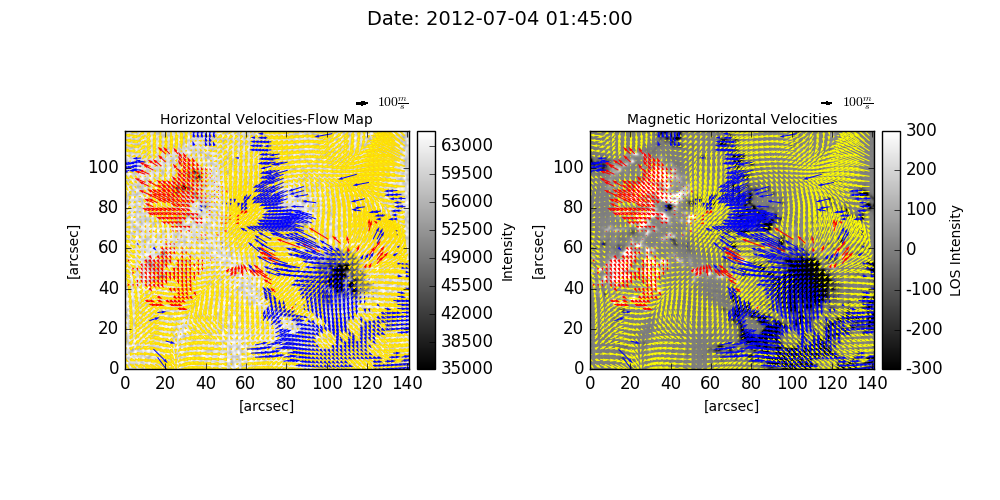 Date: 2012-07-04 01:45:00
100 m/s
Horizontal Velocities-Flow Map
100
80
60
40
20
0
[arcsec]
0 20 40 60 80 100 120 140
[arcsec]
63000
59500
56000
52500
49000
45500
42000
38500
35000
Intensity
100 m/s
Magnetic Horizontal Velocities
100
80
60
40
20
0
[arcsec]
0 20 40 60 80 100 120 140
[arcsec]
300
200
100
0
-100
-200
-300
LOS Intensity